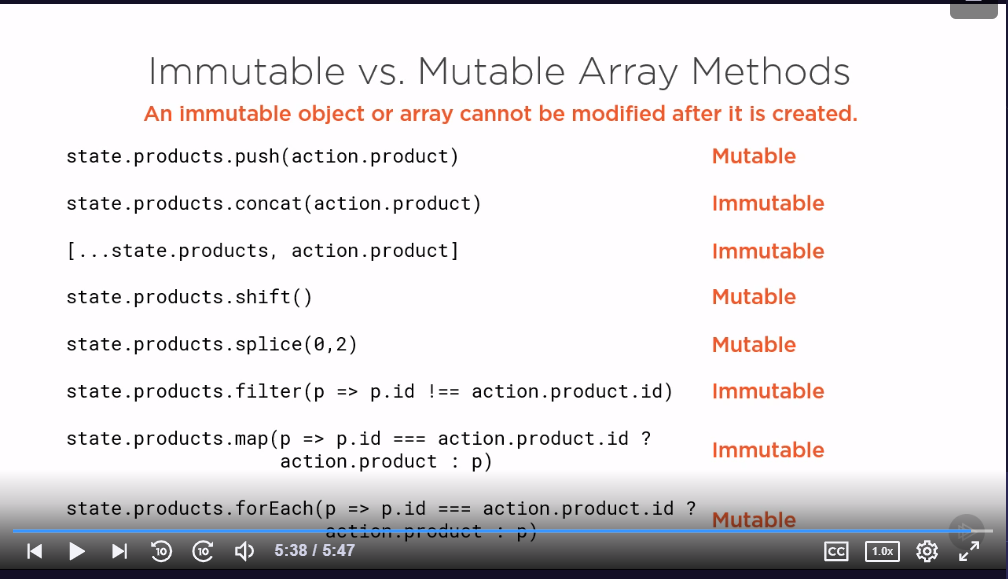 Immutable vs. Mutable Array Methods
An immutable object or array cannot be modified after it is created.
state.products.push(action.product) Mutable
state.products.concat(action.product) Immutable
[...state.products, action.product] Immutable
state.products.shift() Mutable
state.products.splice(0,2) Mutable
state.products.filter(p => p.id !== action.product.id) Immutable
state.products.map(p => p.id === action.product.id ?
action.product : p) Immutable
state.products.forEach(p => p.id === action.product.id ?
action.product : p) Mutable
10 10 5:38 / 5:47 CC 1.0x